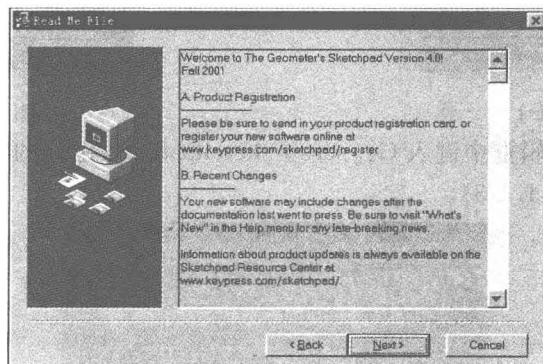 Read Me File
Welcome to The Geometer's Sketchpad Version 4.0!
Fall 2001
A. Product Registration
Please be sure to send in your product registration card, or
register your new software online at
www.keypress.com/sketchpad/register
B. Recent Changes
Your new software may include changes after the
documentation last went to press. Be sure to visit "What's
New" in the Help menu for any late-breaking news.
Information about product updates is always available on the
Sketchpad Resource Center at
www.keypress.com/sketchpad/.
< Back Next > Cancel